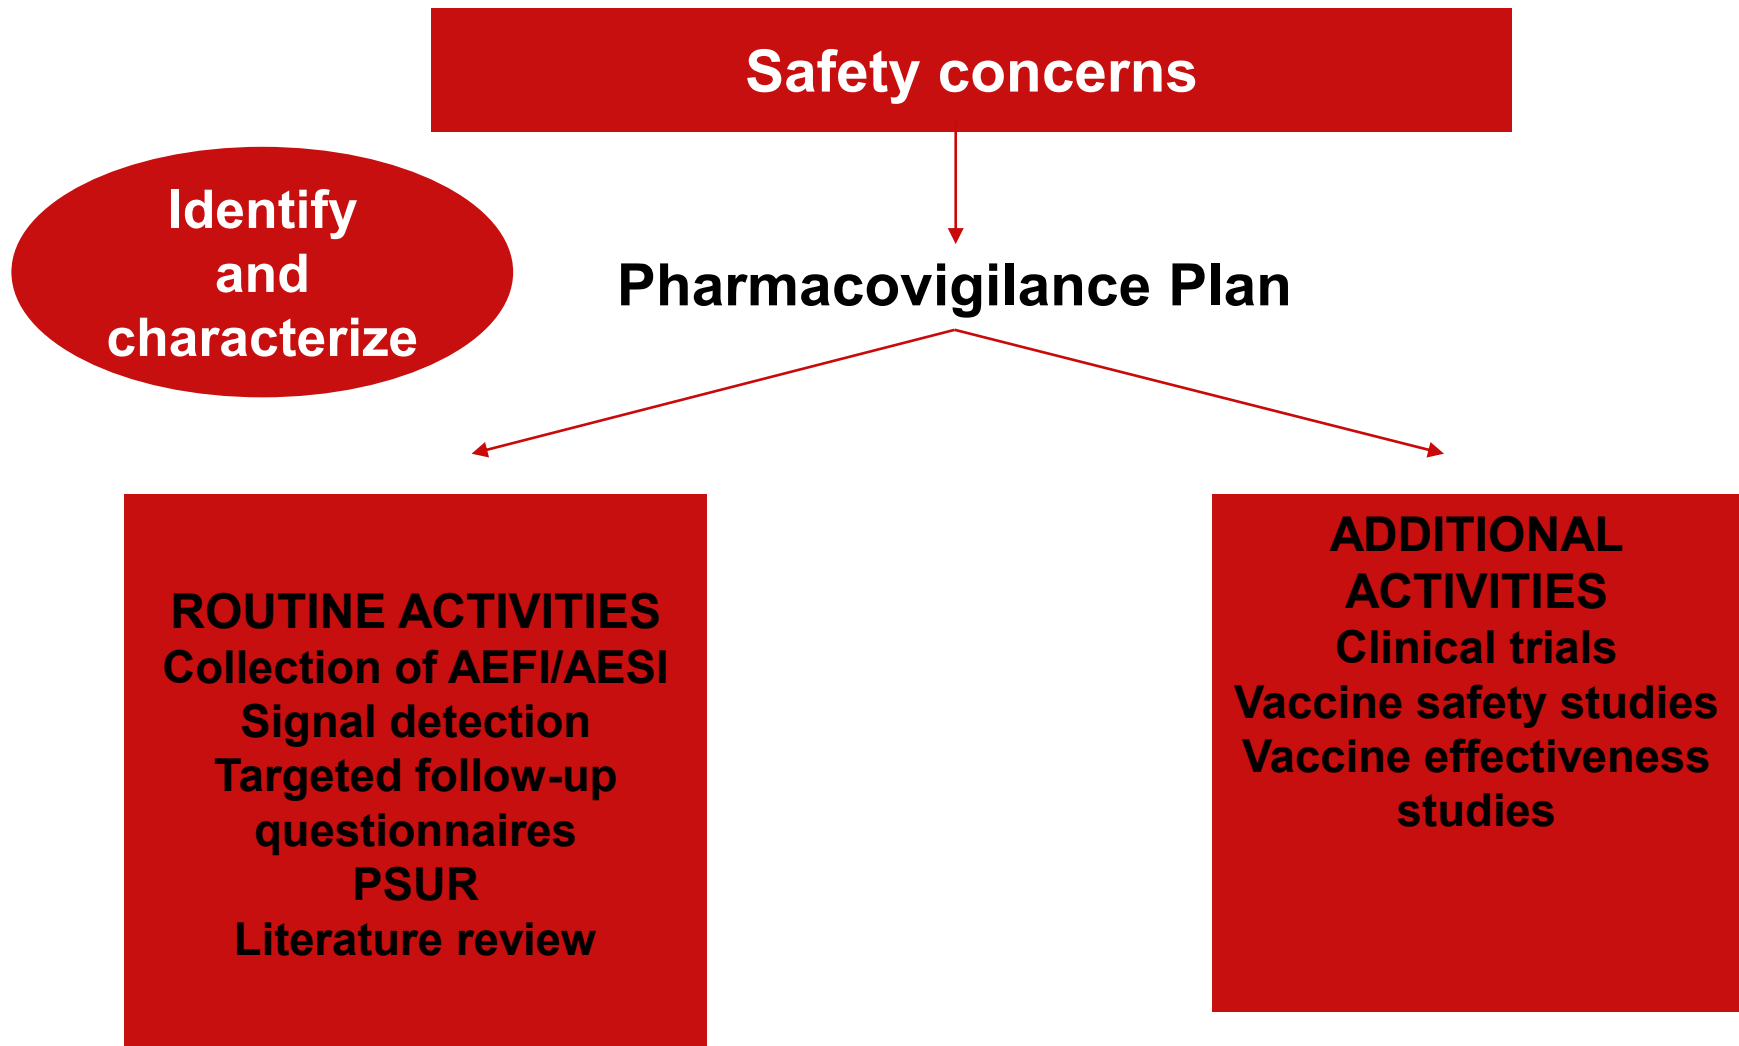 Safety concerns
Identify
and
characterize
Pharmacovigilance Plan
ROUTINE ACTIVITIES
Collection of AEFI/AESI
Signal detection
Targeted follow-up
questionnaires
PSUR
Literature review
ADDITIONAL
ACTIVITIES
Clinical trials
Vaccine safety studies
Vaccine effectiveness
studies